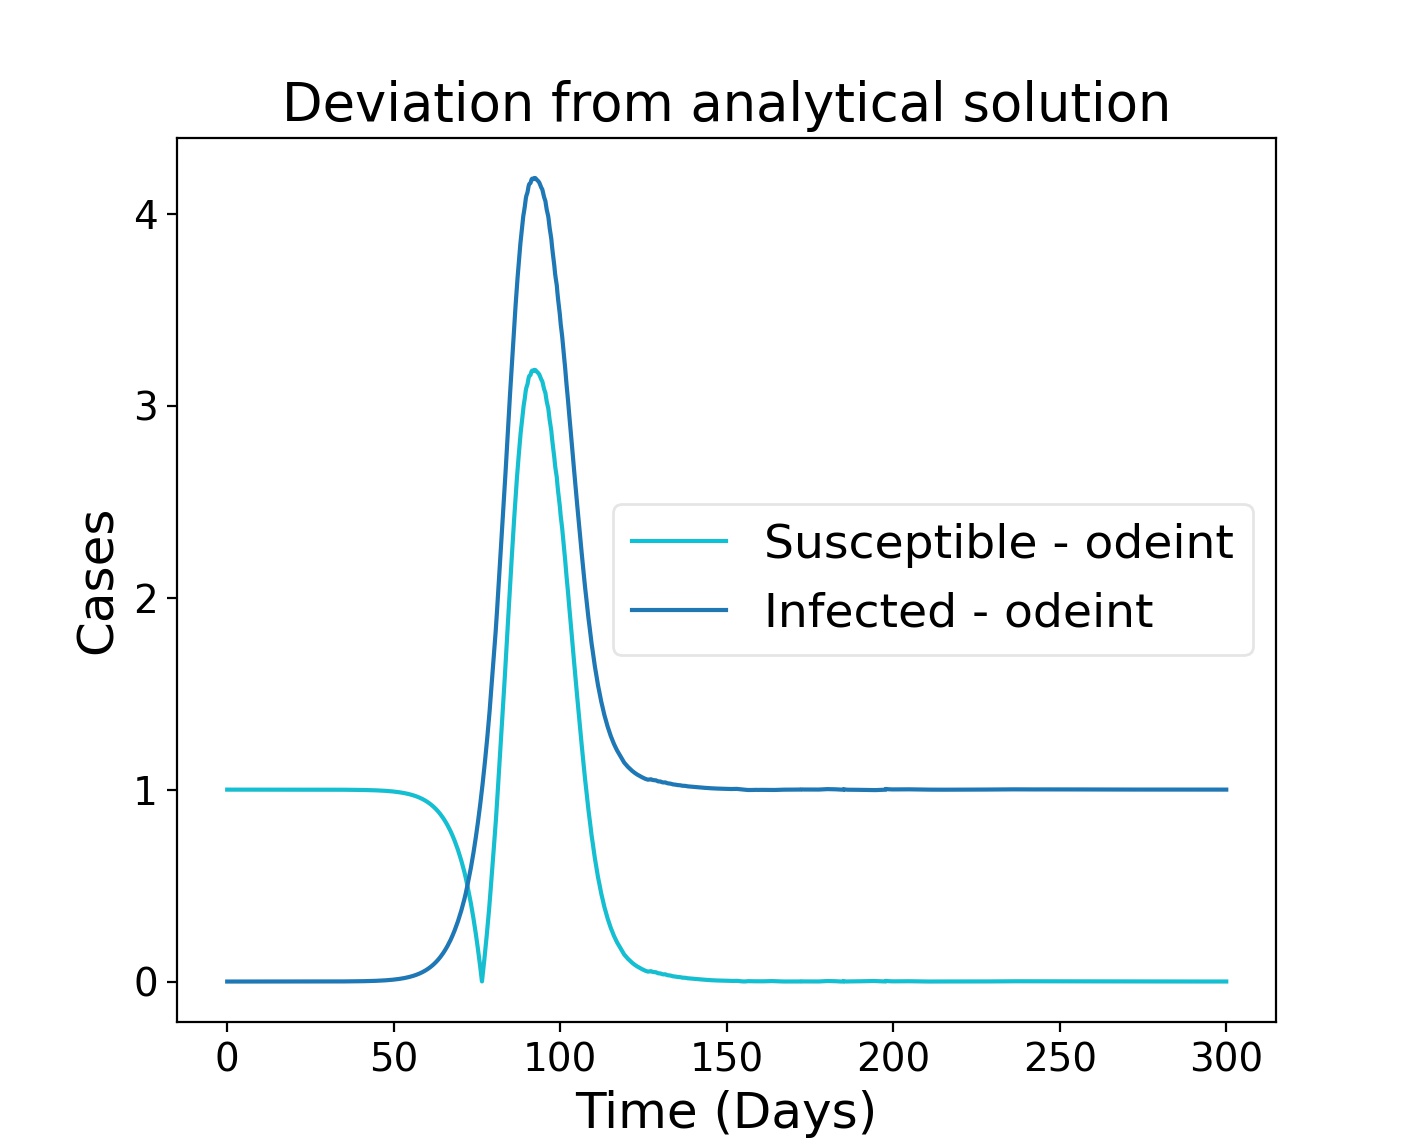 Deviation from analytical solution
4
3
2
1
0
Cases
Susceptible - odeint
Infected - odeint
0 50 100 150 200 250 300
Time (Days)